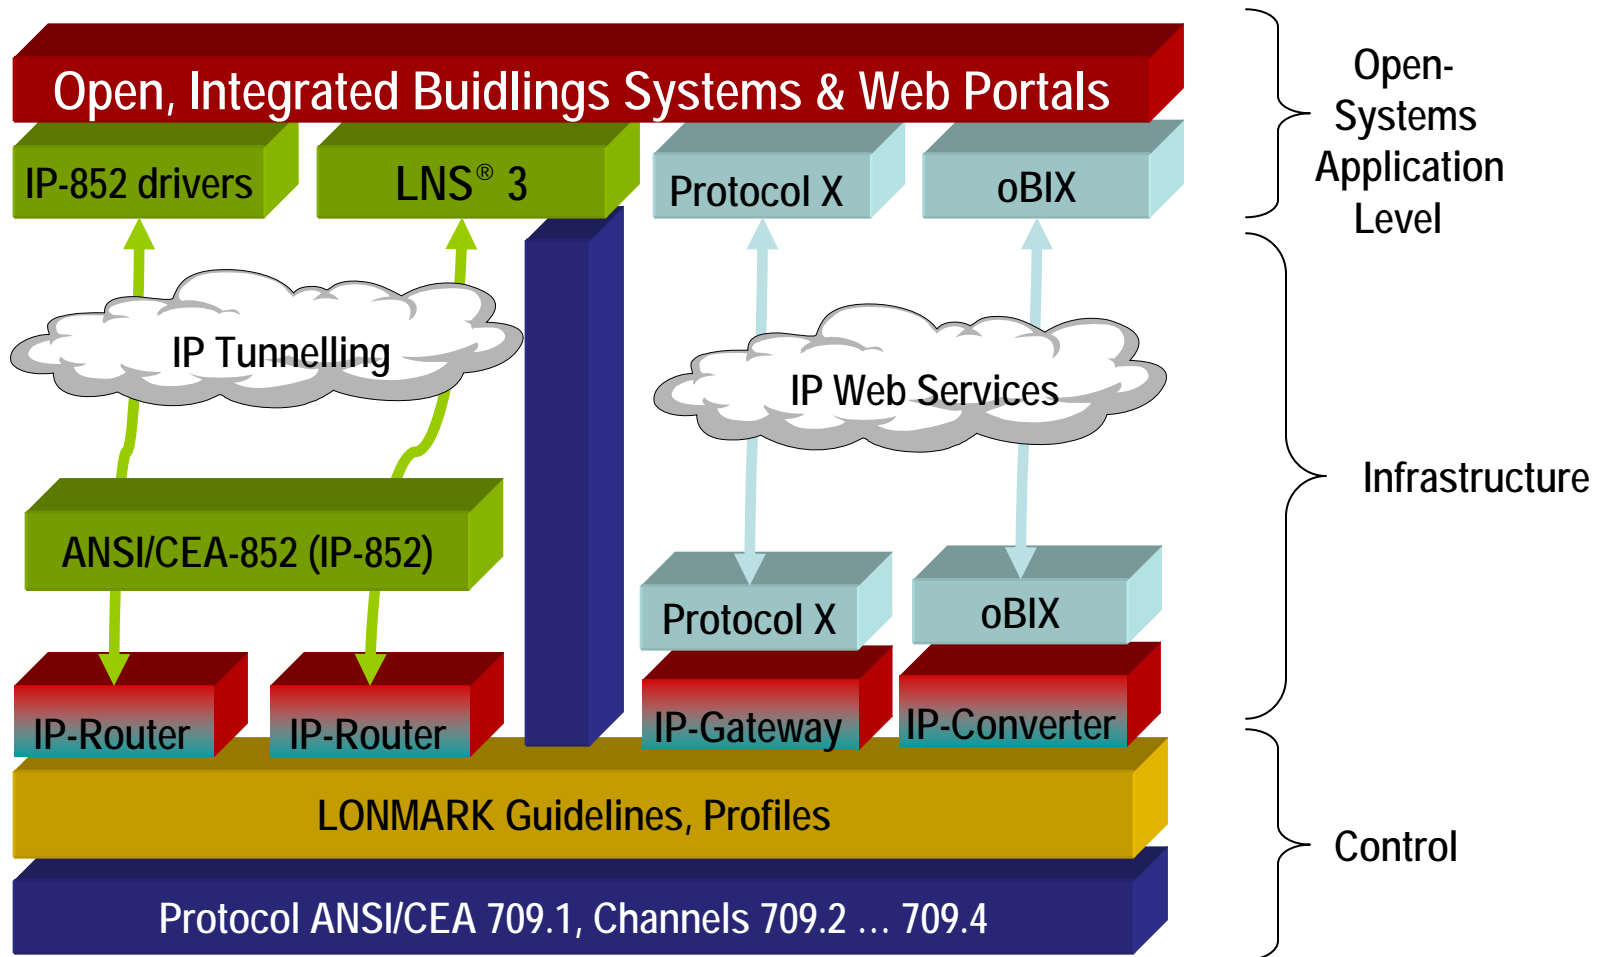 Open, Integrated Buidlings Systems & Web Portals
IP-852 drivers
LNS® 3
Protocol X
oBIX
Open-
Systems
Application
Level
IP Tunnelling
IP Web Services
Infrastructure
ANSI/CEA-852 (IP-852)
Protocol X
oBIX
IP-Router
IP-Router
IP-Gateway
IP-Converter
LONMARK Guidelines, Profiles
Control
Protocol ANSI/CEA 709.1, Channels 709.2 … 709.4